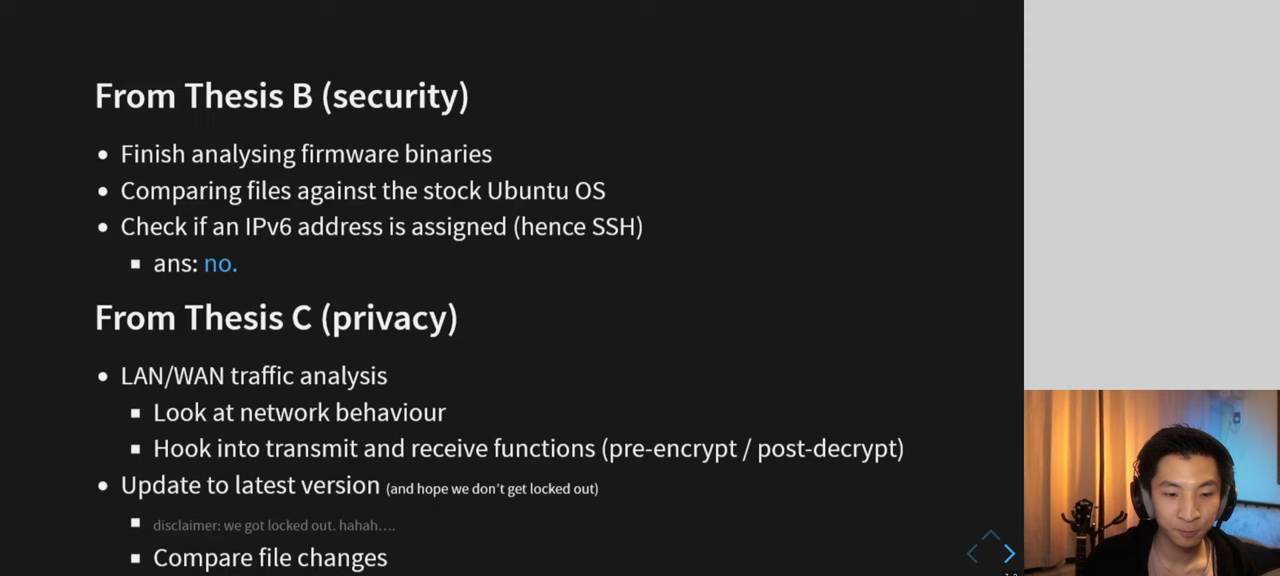 From Thesis B (security)
Finish analysing firmware binaries
Comparing files against the stock Ubuntu OS
Check if an IPv6 address is assigned (hence SSH)
ans: no.
From Thesis C (privacy)
LAN/WAN traffic analysis
Look at network behaviour
Hook into transmit and receive functions (pre-encrypt / post-decrypt)
Update to latest version (and hope we don't get locked out)
disclaimer: we got locked out. hahah....
Compare file changes